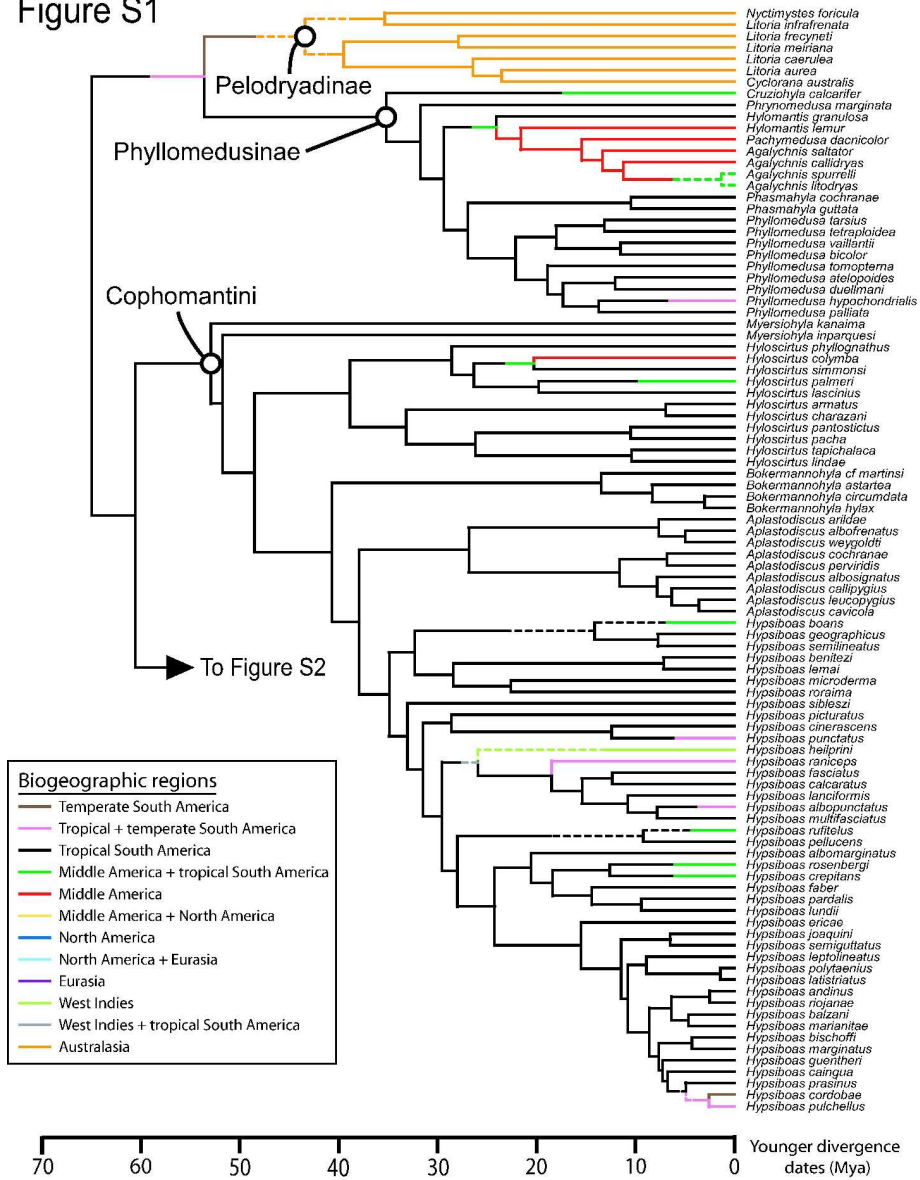 Figure S1
Nyctimystes foricula
Litoria infrafrenata
Litoria frecyneti
Litoria meiriana
Litoria caerulea
Litoria aurea
Cyclorana australis
Cruziohyla calcarifer
Phrynomedusa marginata
Hylomantis granulosa
Hylomantis lemur
Pachymedusa dacnicolor
Agalychnis saltator
Agalychnis callidryas
Agalychnis spurrelli
Agalychnis litodryas
Phasmahyla cochranae
Phasmahyla guttata
Phyllomedusa tarsius
Phyllomedusa tetraploidea
Phyllomedusa vaillantii
Phyllomedusa bicolor
Phyllomedusa tomopterna
Phyllomedusa atelopoides
Phyllomedusa duellmani
Phyllomedusa hypochondrialis
Phyllomedusa palliata
Myersiohyla kanaima
Myersiohyla inparquesi
Hyloscirtus phyllognathus
Hyloscirtus colymba
Hyloscirtus simmonsi
Hyloscirtus palmeri
Hyloscirtus lascinius
Hyloscirtus armatus
Hyloscirtus charazani
Hyloscirtus pantostictus
Hyloscirtus pacha
Hyloscirtus tapichalaca
Hyloscirtus lindae
Bokermannohyla cf martinsi
Bokermannohyla astartea
Bokermannohyla circumdata
Bokermannohyla hylax
Aplastodiscus arildae
Aplastodiscus albofrenatus
Aplastodiscus weygoldti
Aplastodiscus cochranae
Aplastodiscus perviridis
Aplastodiscus albosignatus
Aplastodiscus callipygius
Aplastodiscus leucopygius
Aplastodiscus cavicola
Hypsiboas boans
Hypsiboas geographicus
Hypsiboas semilineatus
Hypsiboas benitezi
Hypsiboas lemai
Hypsiboas microderma
Hypsiboas roraima
Hypsiboas sibleszi
Hypsiboas picturatus
Hypsiboas cinerascens
Hypsiboas punctatus
Hypsiboas heilprini
Hypsiboas raniceps
Hypsiboas fasciatus
Hypsiboas calcaratus
Hypsiboas lanciformis
Hypsiboas albopunctatus
Hypsiboas multifasciatus
Hypsiboas rufitelus
Hypsiboas pellucens
Hypsiboas albomarginatus
Hypsiboas rosenbergi
Hypsiboas crepitans
Hypsiboas faber
Hypsiboas pardalis
Hypsiboas lundii
Hypsiboas ericae
Hypsiboas joaquini
Hypsiboas semiguttatus
Hypsiboas leptolineatus
Hypsiboas polytaenius
Hypsiboas latistriatus
Hypsiboas andinus
Hypsiboas riojanae
Hypsiboas balzani
Hypsiboas marianitae
Hypsiboas bischoffi
Hypsiboas marginatus
Hypsiboas guentheri
Hypsiboas caingua
Hypsiboas prasinus
Hypsiboas cordobae
Hypsiboas pulchellus
Pelodryadinae
Phyllomedusinae
Cophomantini
To Figure S2
Biogeographic regions
Temperate South America
Tropical + temperate South America
Tropical South America
Middle America + tropical South America
Middle America
Middle America + North America
North America
North America + Eurasia
Eurasia
West Indies
West Indies + tropical South America
Australasia
70 60 50 40 30 20 10 0
Younger divergence
dates (Mya)